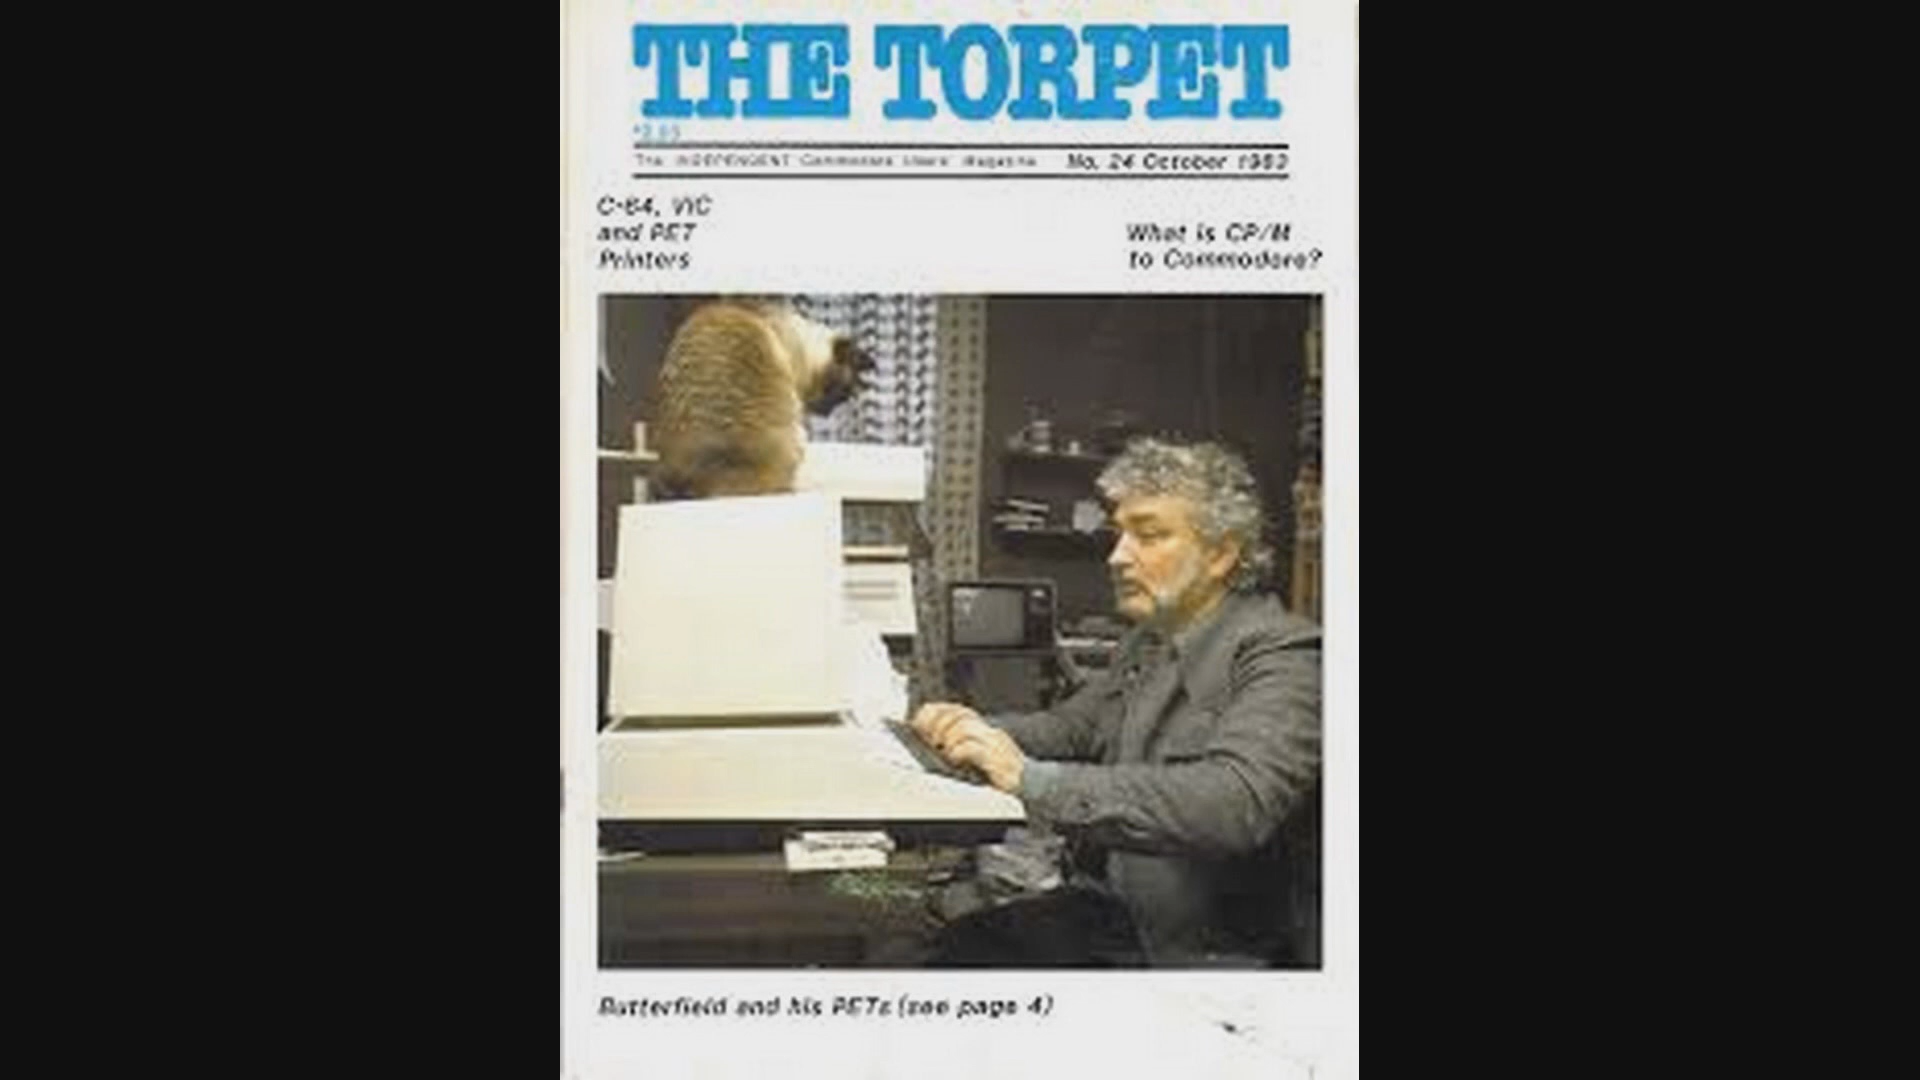 THE TORPET
The INDEPENDENT Commodore Users' Magazine No. 24 October 1983
C-64, VIC
and PET
Printers
What is CP/M
to Commodore?
Butterfield and his PETs (see page 4)